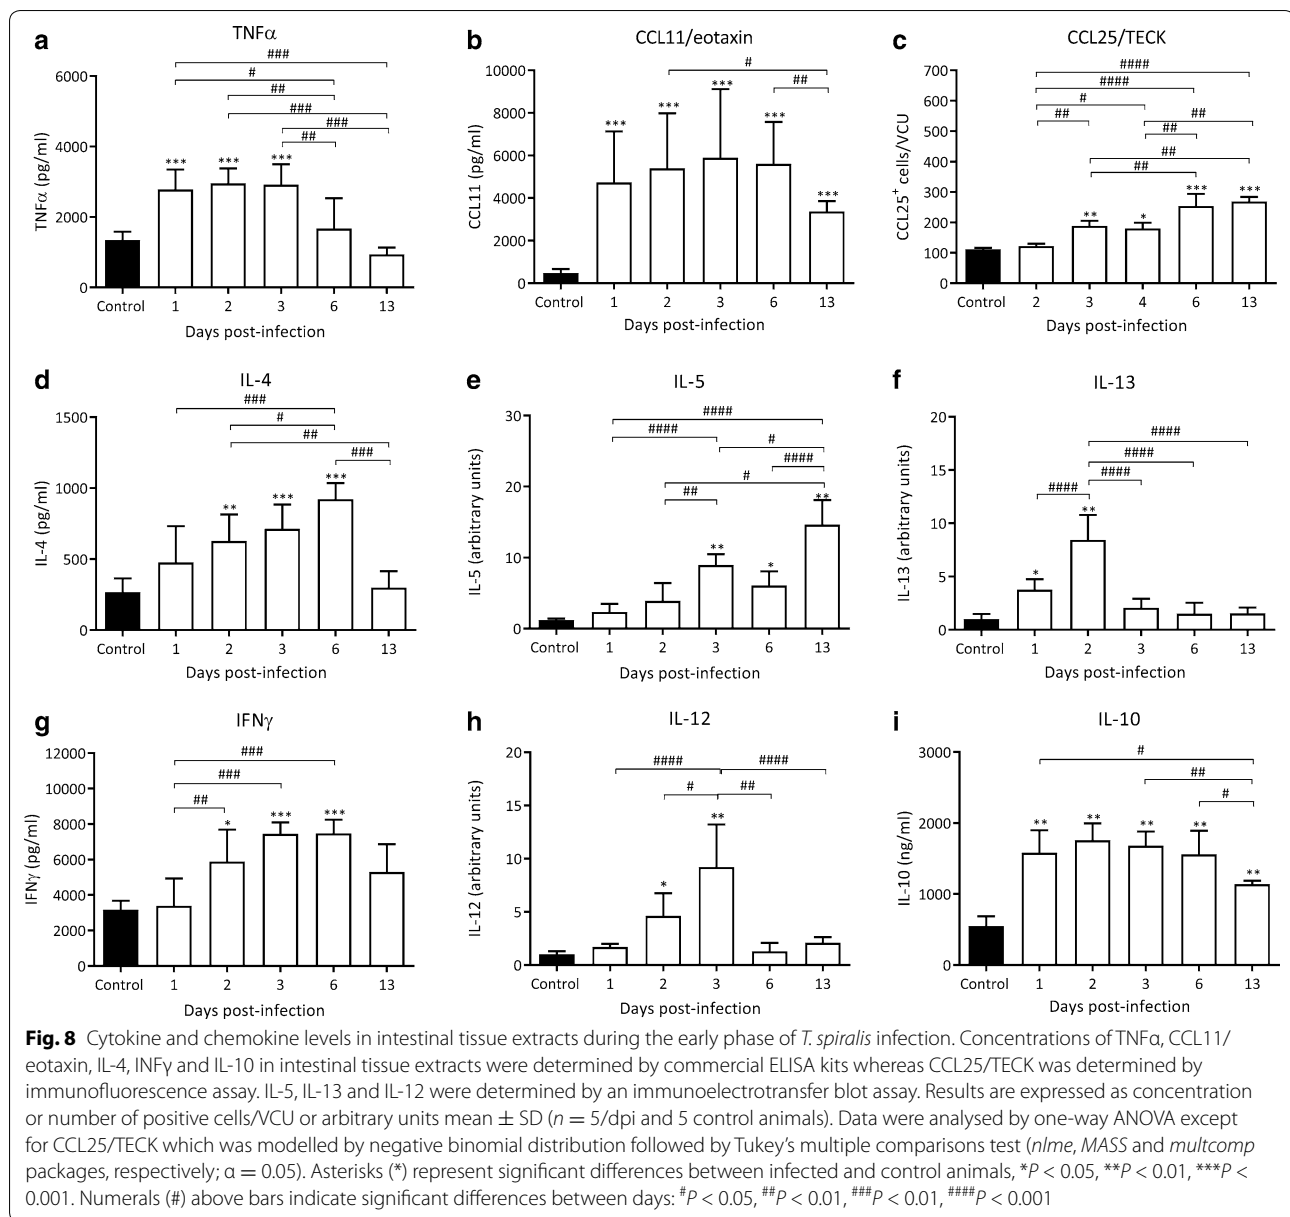 a
TNFα
###
#
##
###
###
##
***
***
***
6000
4000
2000
0
TNFα (pg/ml)
Control 1 2 3 6 13
Days post-infection
b
CCL11/eotaxin
#
##
***
***
***
***
***
10000
8000
6000
4000
2000
0
CCL11 (pg/ml)
Control 1 2 3 6 13
Days post-infection
c
CCL25/TECK
####
####
#
##
##
##
##
##
**
*
***
***
700
600
500
400
300
200
100
0
CCL25+ cells/VCU
Control 2 3 4 6 13
Days post-infection
d
IL-4
###
#
##
###
**
***
***
1500
1000
500
0
IL-4 (pg/ml)
Control 1 2 3 6 13
Days post-infection
e
IL-5
####
####
#
####
#
##
**
*
**
30
20
10
0
IL-5 (arbitrary units)
Control 1 2 3 6 13
Days post-infection
f
IL-13
####
####
####
####
*
**
20
15
10
5
0
IL-13 (arbitrary units)
Control 1 2 3 6 13
Days post-infection
g
IFNγ
###
###
##
*
***
***
12000
10000
8000
6000
4000
2000
0
IFNγ (pg/ml)
Control 1 2 3 6 13
Days post-infection
h
IL-12
####
####
#
##
*
**
20
15
10
5
0
IL-12 (arbitrary units)
Control 1 2 3 6 13
Days post-infection
i
IL-10
#
##
#
**
**
**
**
**
3000
2000
1000
0
IL-10 (ng/ml)
Control 1 2 3 6 13
Days post-infection
Fig. 8 Cytokine and chemokine levels in intestinal tissue extracts during the early phase of T. spiralis infection. Concentrations of TNFα, CCL11/
eotaxin, IL-4, INFγ and IL-10 in intestinal tissue extracts were determined by commercial ELISA kits whereas CCL25/TECK was determined by
immunofluorescence assay. IL-5, IL-13 and IL-12 were determined by an immunoelectrotransfer blot assay. Results are expressed as concentration
or number of positive cells/VCU or arbitrary units mean ± SD (n = 5/dpi and 5 control animals). Data were analysed by one-way ANOVA except
for CCL25/TECK which was modelled by negative binomial distribution followed by Tukey's multiple comparisons test (nlme, MASS and multcomp
packages, respectively; α = 0.05). Asterisks (*) represent significant differences between infected and control animals, *P < 0.05, **P < 0.01, ***P <
0.001. Numerals (#) above bars indicate significant differences between days: #P < 0.05, ##P < 0.01, ###P < 0.01, ####P < 0.001